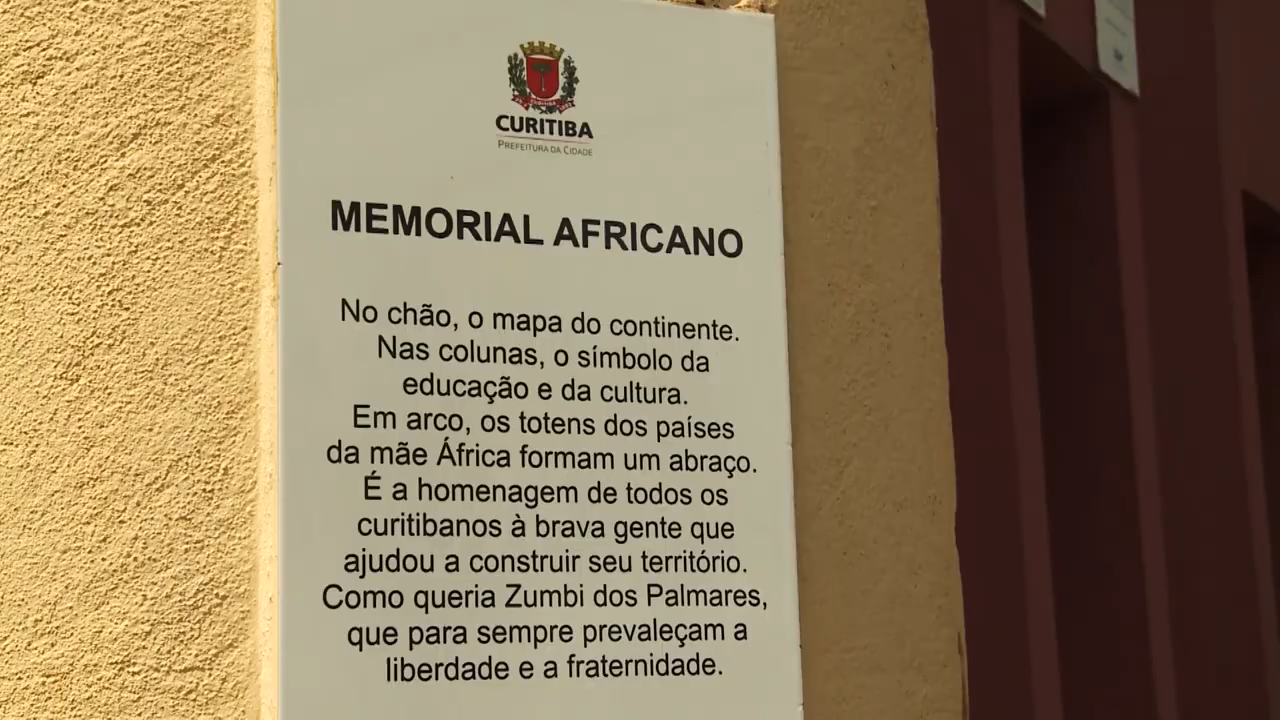 CURITIBA
PREFEITURA DA CIDADE
MEMORIAL AFRICANO
No chão, o mapa do continente.
Nas colunas, o símbolo da
educação e da cultura.
Em arco, os totens dos países
da mãe África formam um abraço.
É a homenagem de todos os
curitibanos à brava gente que
ajudou a construir seu território.
Como queria Zumbi dos Palmares,
que para sempre prevaleçam a
liberdade e a fraternidade.